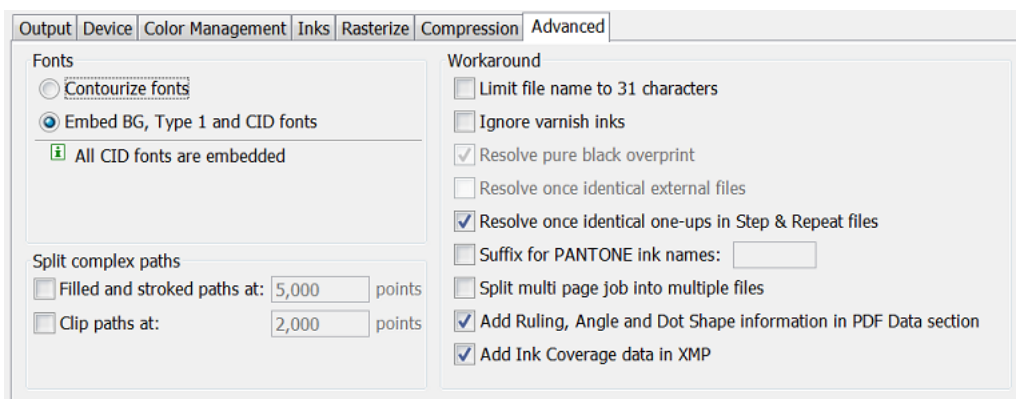 Output Device Color Management Inks Rasterize Compression Advanced
Fonts
Contourize fonts
Embed BG, Type 1 and CID fonts
All CID fonts are embedded
Split complex paths
Filled and stroked paths at: 5,000 points
Clip paths at: 2,000 points
Workaround
Limit file name to 31 characters
Ignore varnish inks
Resolve pure black overprint
Resolve once identical external files
Resolve once identical one-ups in Step & Repeat files
Suffix for PANTONE ink names:
Split multi page job into multiple files
Add Ruling, Angle and Dot Shape information in PDF Data section
Add Ink Coverage data in XMP